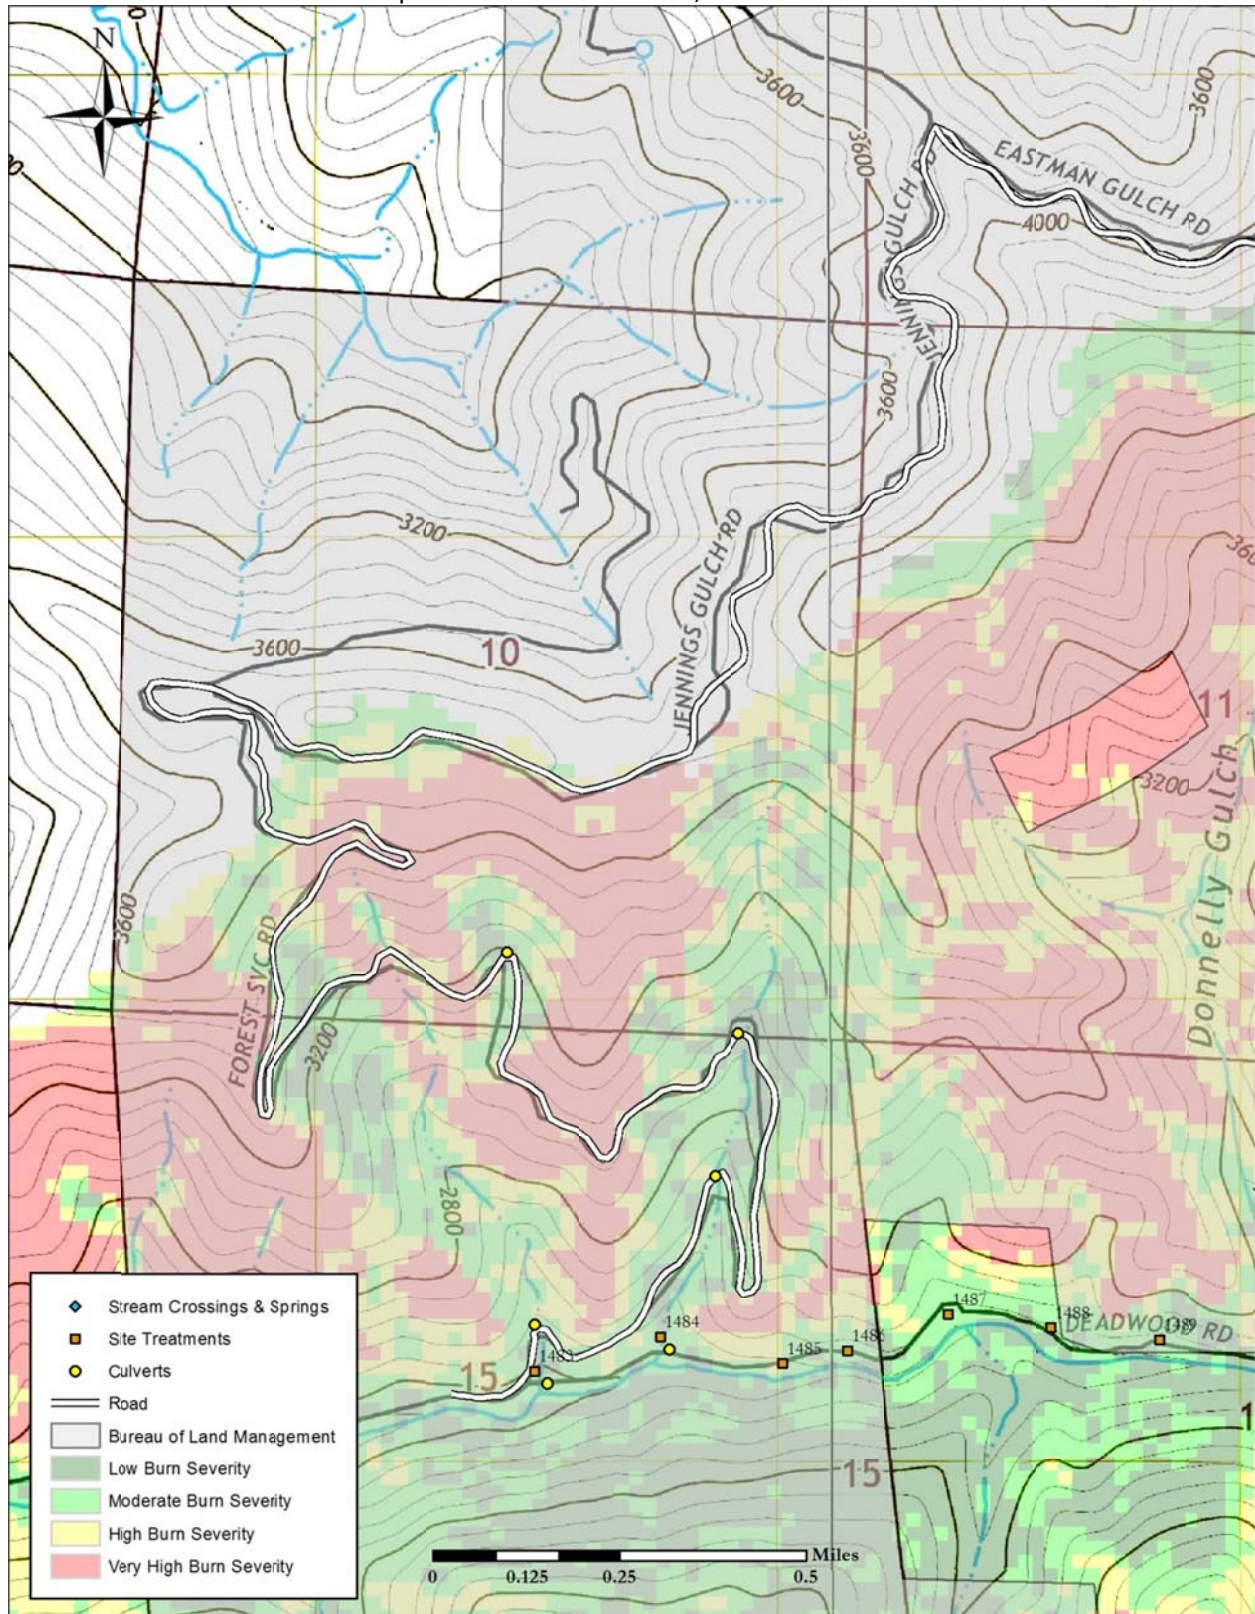 N
3600
3600
3600
EASTMAN GULCH RD
4000
JENNINGS GULCH RD
3600
3200
JENNINGS GULCH RD
3600
10
11
3200
Donnelly Gulch
3600
FOREST SVC RD
3200
2800
1487
1488
DEADWOOD RD
1489
1484
1485
1483
15
15
Stream Crossings & Springs
Site Treatments
Culverts
Road
Bureau of Land Management
Low Burn Severity
Moderate Burn Severity
High Burn Severity
Very High Burn Severity
Miles
0 0.125 0.25 0.5